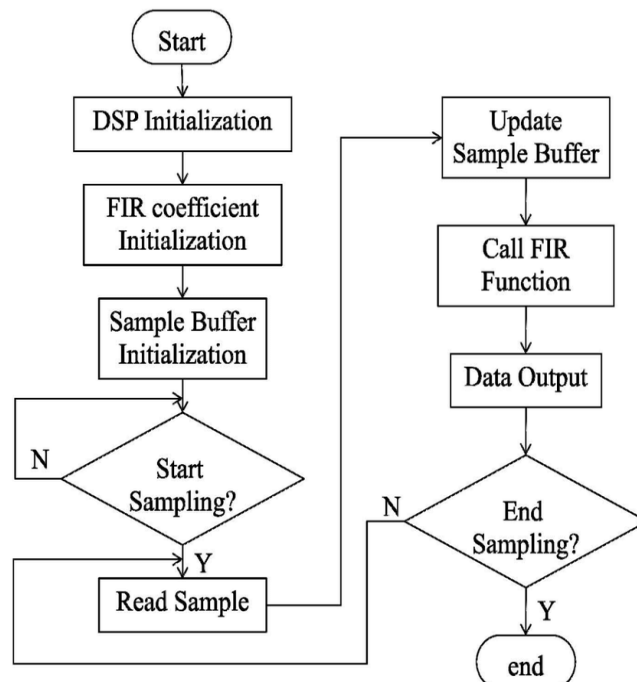 Start
DSP Initialization
FIR coefficient
Initialization
Sample Buffer
Initialization
N
Start
Sampling?
Y
Read Sample
Update
Sample Buffer
Call FIR
Function
Data Output
N
End
Sampling?
Y
end